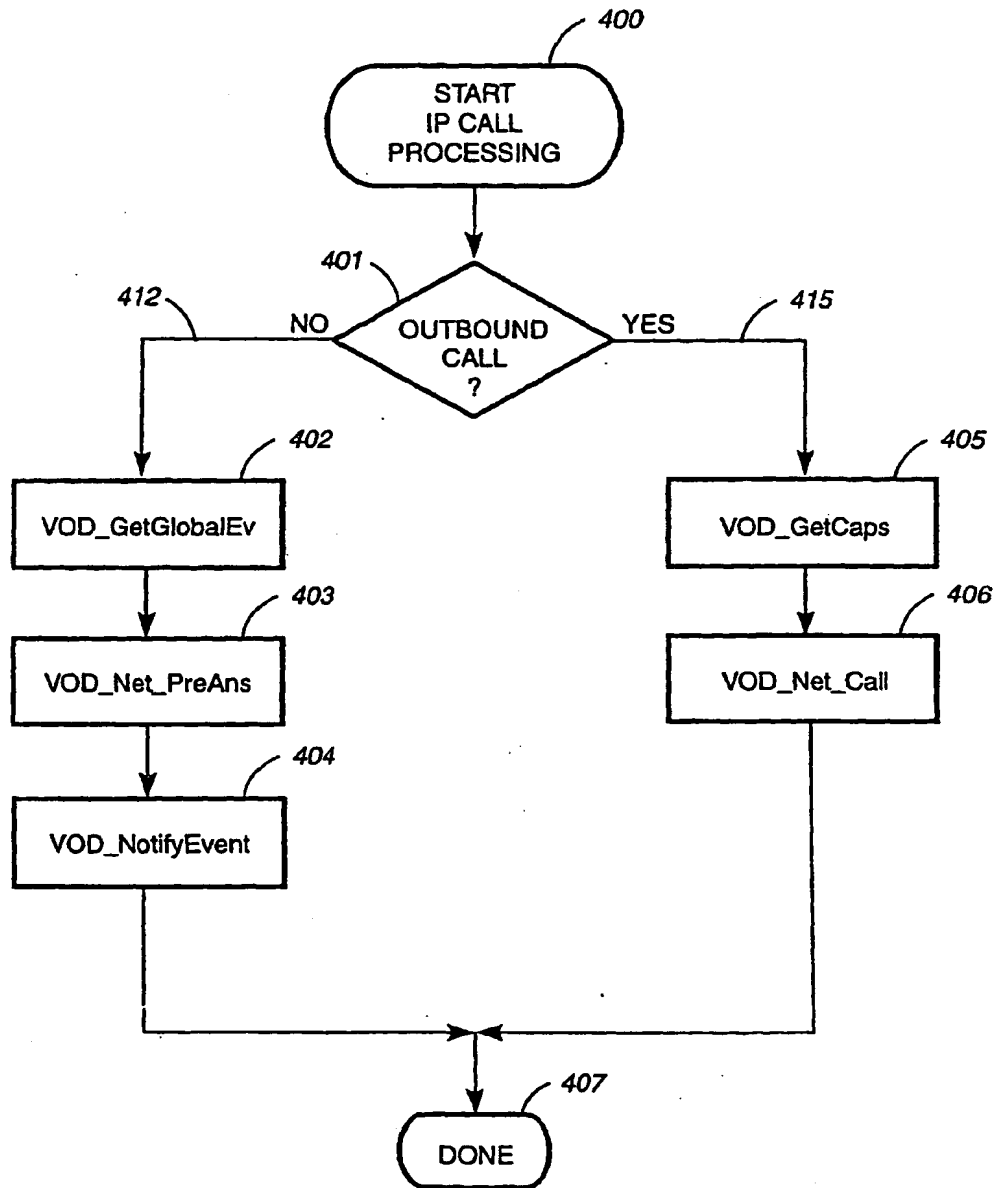 400
START
IP CALL
PROCESSING
401
412
NO
OUTBOUND
CALL
?
YES
415
402
VOD_GetGlobalEv
405
VOD_GetCaps
403
VOD_Net_PreAns
406
VOD_Net_Call
404
VOD_NotifyEvent
407
DONE